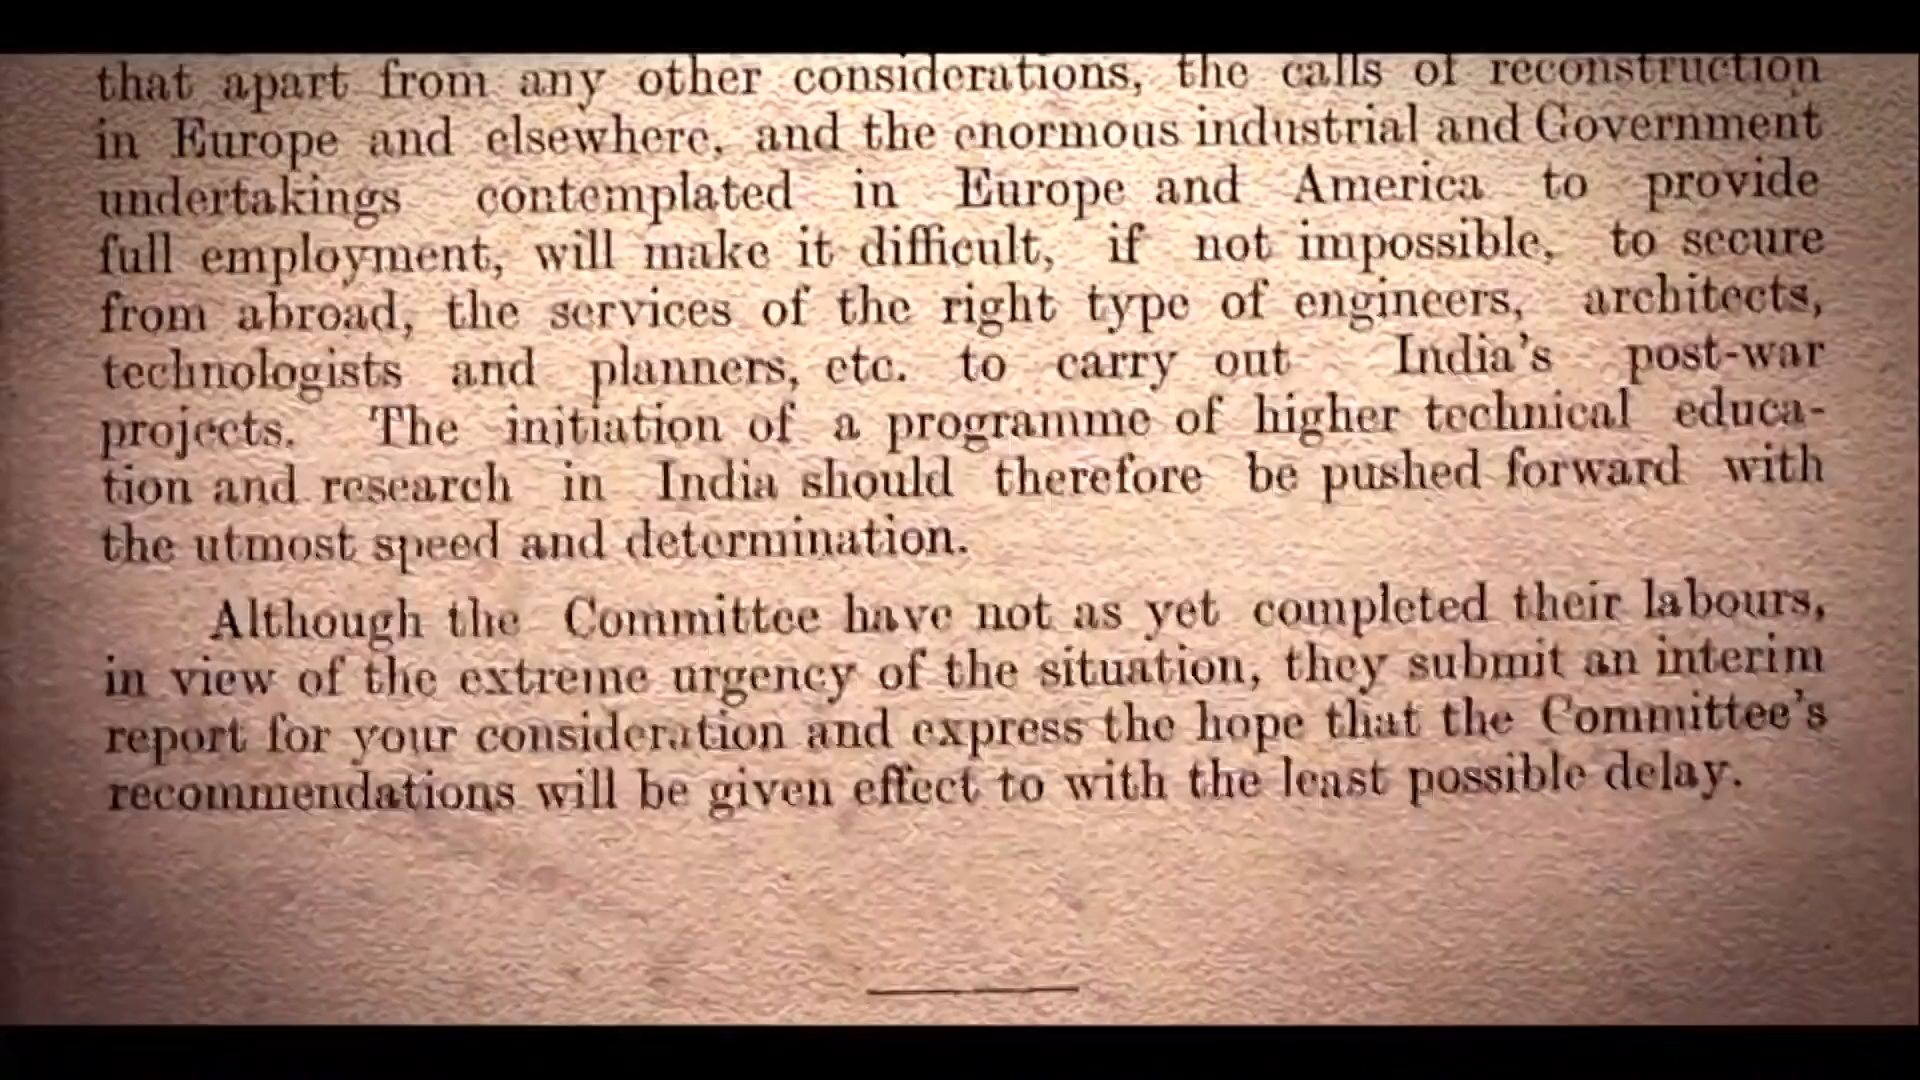 that apart from any other considerations, the calls of reconstruction
in Europe and elsewhere, and the enormous industrial and Government
undertakings contemplated in Europe and America to provide
full employment, will make it difficult, if not impossible, to secure
from abroad, the services of the right type of engineers, architects,
technologists and planners, etc. to carry out India's post-war
projects. The initiation of a programme of higher technical educa-
tion and research in India should therefore be pushed forward with
the utmost speed and determination.
Although the Committee have not as yet completed their labours,
in view of the extreme urgency of the situation, they submit an interim
report for your consideration and express the hope that the Committee's
recommendations will be given effect to with the least possible delay.